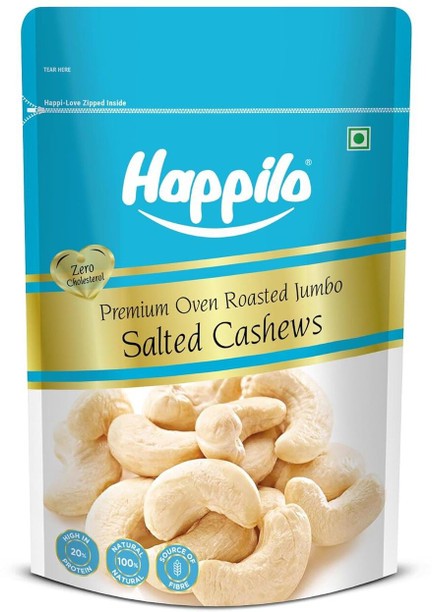 TEAR HERE
Happi-Love Zipped Inside
Happilo®
Zero
Cholesterol
Premium Oven Roasted Jumbo
Salted Cashews
HIGH IN
20%
PROTEIN
NATURAL
100%
NATURAL
SOURCE OF
FIBRE